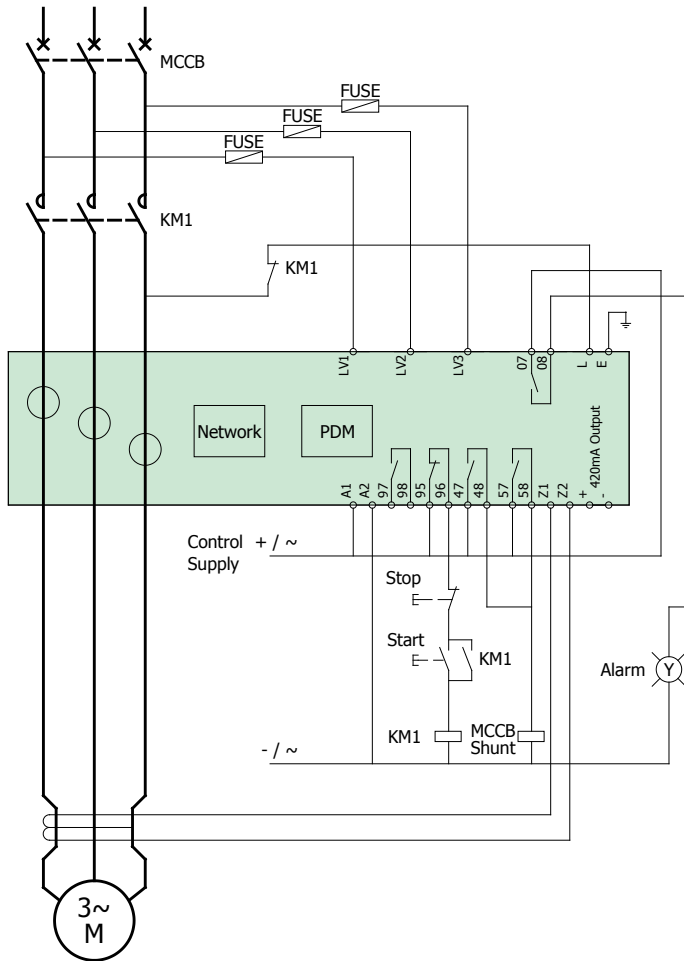 MCCB
FUSE
FUSE
FUSE
KM1
KM1
LV1
LV2
LV3
07
08
L
E
Network
PDM
420mA Output
A1
A2
97
98
95
96
47
48
57
58
Z1
Z2
+
-
Control + / ~
Supply
Stop
Start
KM1
Alarm
Y
KM1
MCCB
Shunt
- / ~
3~
M